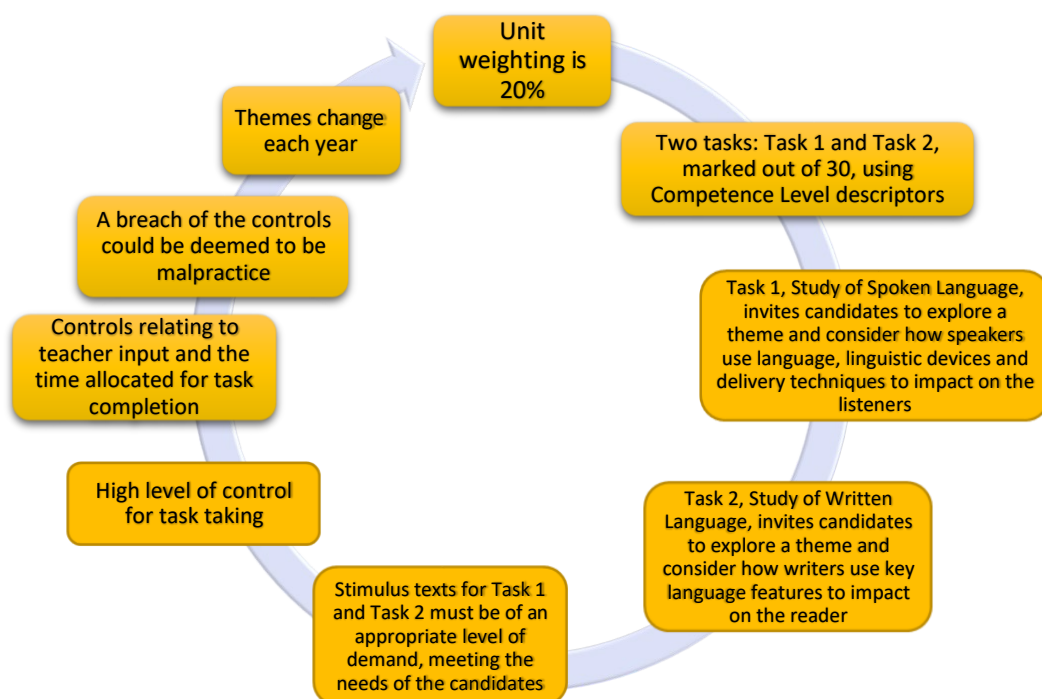 Unit
weighting is
20%
Two tasks: Task 1 and Task 2,
marked out of 30, using
Competence Level descriptors
Task 1, Study of Spoken Language,
invites candidates to explore a
theme and consider how speakers
use language, linguistic devices and
delivery techniques to impact on the
listeners
Task 2, Study of Written
Language, invites candidates
to explore a theme and
consider how writers use key
language features to impact
on the reader
Stimulus texts for Task 1
and Task 2 must be of an
appropriate level of
demand, meeting the
needs of the candidates
High level of control
for task taking
Controls relating to
teacher input and the
time allocated for task
completion
A breach of the controls
could be deemed to be
malpractice
Themes change
each year